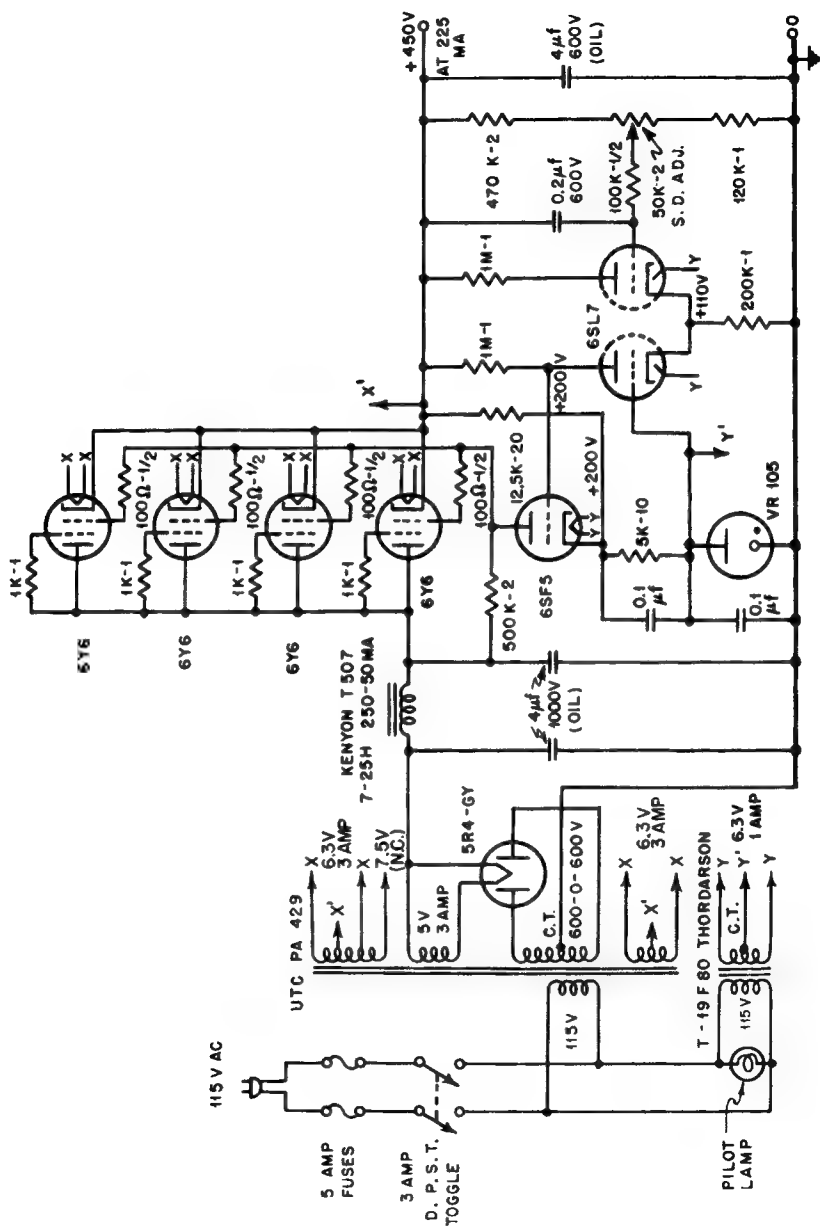 115 V AC
5 AMP
FUSES
3 AMP
D. P. S. T.
TOGGLE
PILOT
LAMP
UTC PA 429
X
6.3V
3 AMP
X'
X
7.5V
(N.C.)
5V
3 AMP
5R4-GY
C.T.
600-0-600V
115V
X
X'
6.3V
3 AMP
X
T-19F80 THORDARSON
115V
Y
C.T.
Y' 6.3V
1 AMP
Y
KENYON T507
7-25H 250-50MA
4µf
1000V
(OIL)
6Y6
6Y6
6Y6
6Y6
1K-1
1K-1
1K-1
1K-1
X
X
X
X
X
X
X
X
100Ω-1/2
100Ω-1/2
100Ω-1/2
100Ω-1/2
X'
500K-2
6SF5
12.5K-20
+200V
Y Y
+200V
5K-10
0.1
µf
0.1
µf
VR 105
Y'
1M-1
1M-1
6SL7
Y
Y
+110V
200K-1
0.2µf
600V
100K-1/2
50K-2
S.D. ADJ.
470 K-2
120K-1
+450V
AT 225
MA
4µf
600V
(OIL)